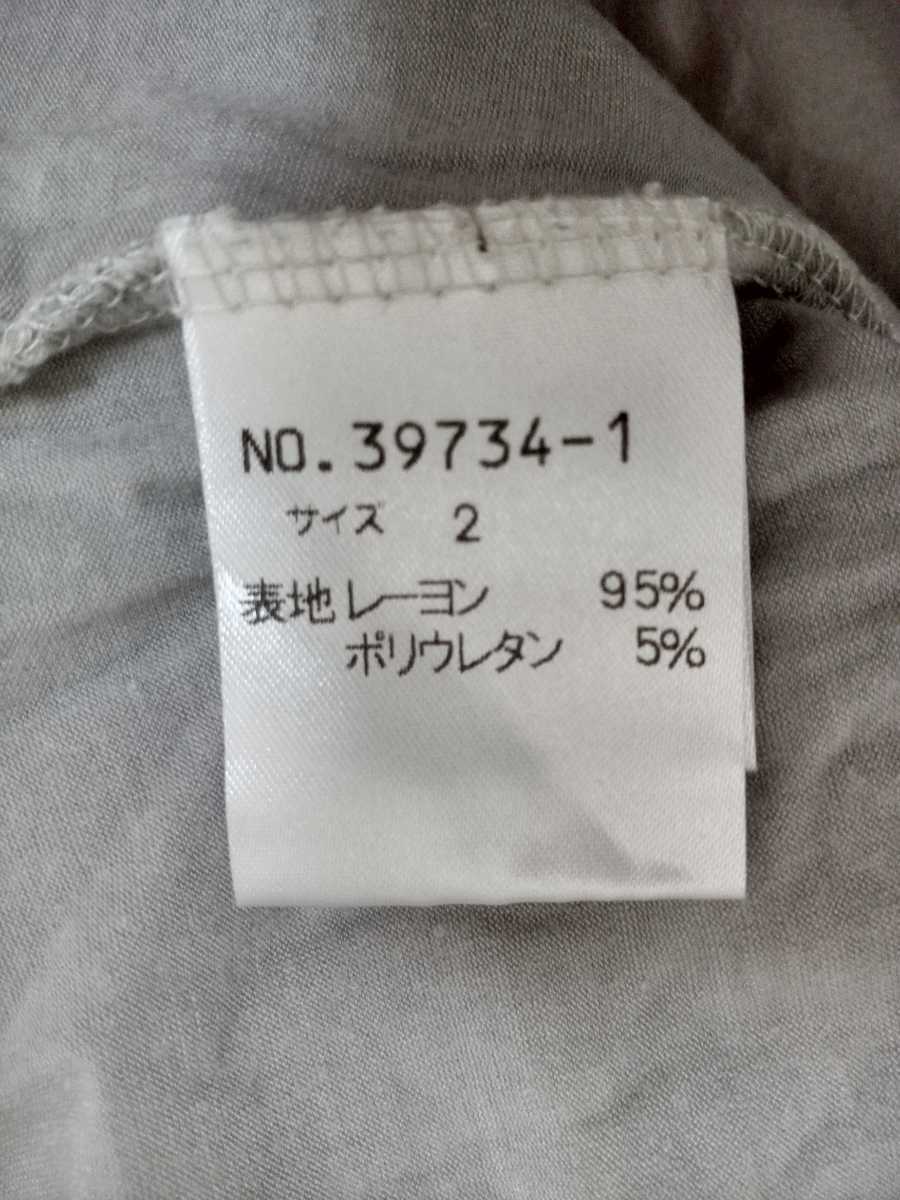 NO.39734-1
サイズ 2
表地 レーヨン 95%
ポリウレタン 5%